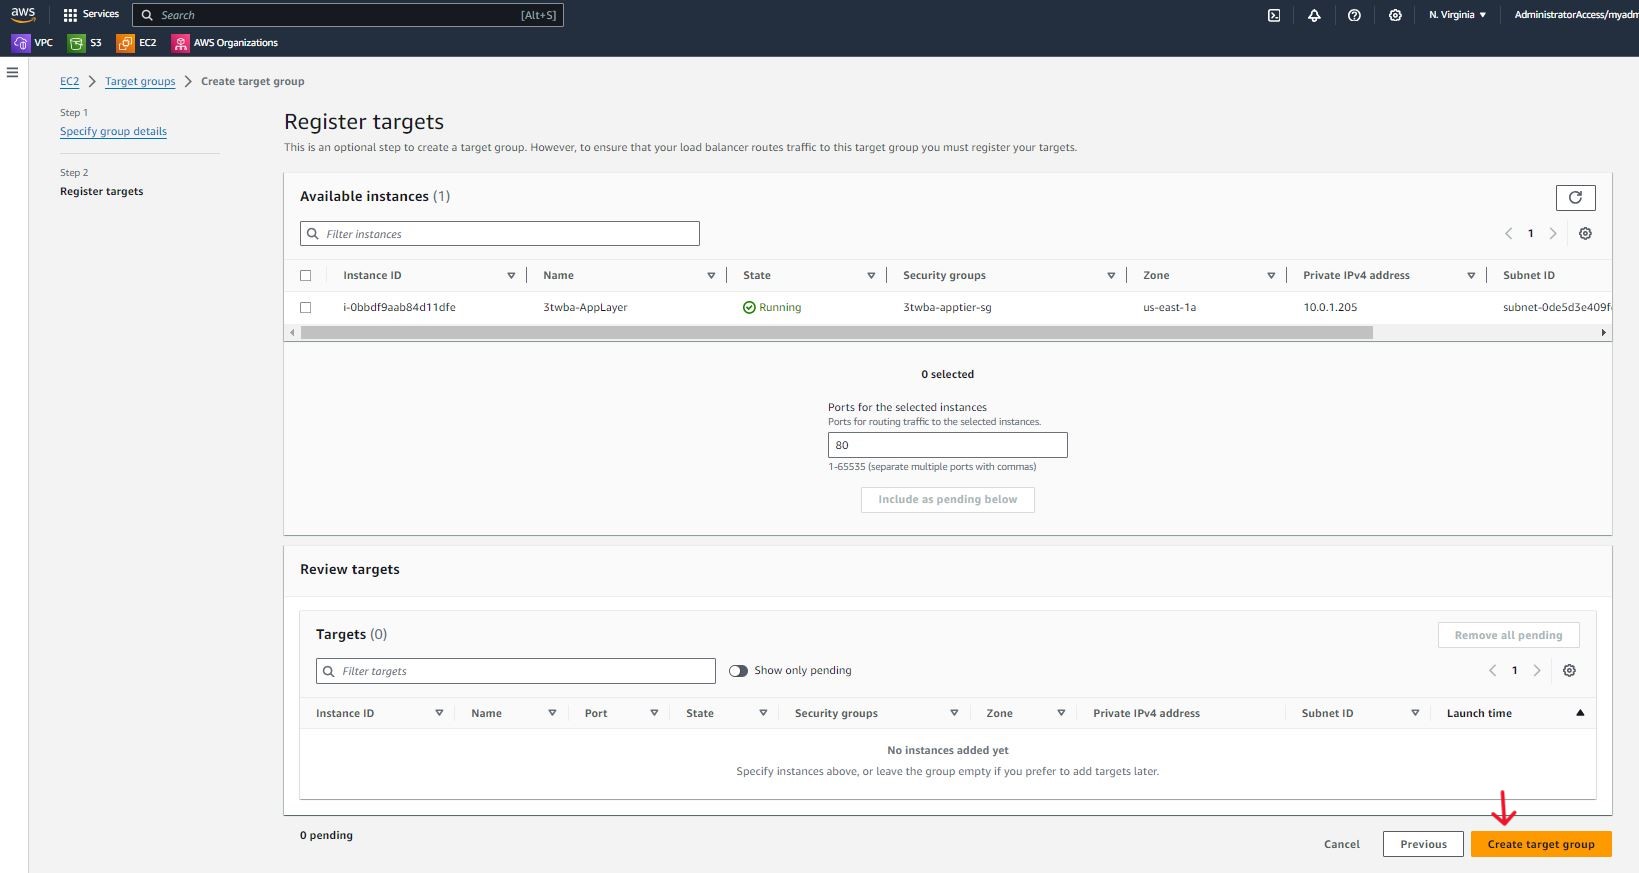 aws Services Search [Alt+S] N. Virginia AdministratorAccess/myadm
VPC S3 EC2 AWS Organizations
EC2 Target groups Create target group
Step 1
Specify group details
Step 2
Register targets
Register targets
This is an optional step to create a target group. However, to ensure that your load balancer routes traffic to this target group you must register your targets.
Available instances (1)
Filter instances
1
Instance ID Name State Security groups Zone Private IPv4 address Subnet ID
i-0bbdf9aab84d11dfe 3twba-AppLayer Running 3twba-apptier-sg us-east-1a 10.0.1.205 subnet-0de5d3e409f
0 selected
Ports for the selected instances
Ports for routing traffic to the selected instances.
80
1-65535 (separate multiple ports with commas)
Include as pending below
Review targets
Targets (0)
Remove all pending
Filter targets Show only pending 1
Instance ID Name Port State Security groups Zone Private IPv4 address Subnet ID Launch time
No instances added yet
Specify instances above, or leave the group empty if you prefer to add targets later.
0 pending
Cancel Previous Create target group